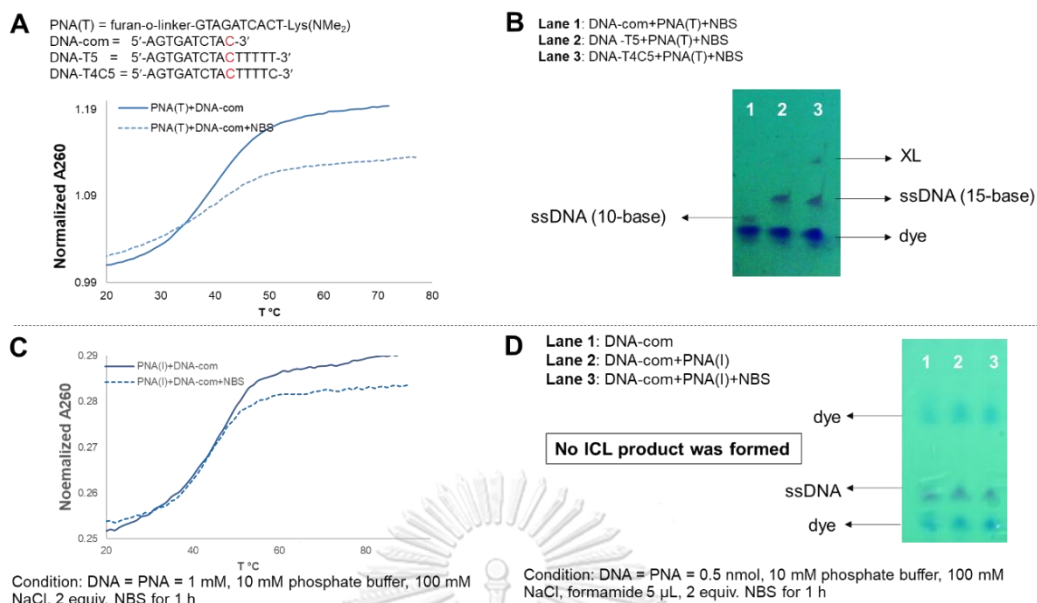 A
PNA(T) = furan-o-linker-GTAGATCACT-Lys(NMe2)
DNA-com = 5′-AGTGATCTAC-3′
DNA-T5 = 5′-AGTGATCTACTTTTT-3′
DNA-T4C5 = 5′-AGTGATCTACTTTTC-3′
1.19
1.09
0.99
Normalized A260
PNA(T)+DNA-com
PNA(T)+DNA-com+NBS
20 30 40 50 60 70 80
T °C
B
Lane 1: DNA-com+PNA(T)+NBS
Lane 2: DNA -T5+PNA(T)+NBS
Lane 3: DNA-T4C5+PNA(T)+NBS
1 2 3
XL
ssDNA (15-base)
ssDNA (10-base)
dye
C
0.29
0.28
0.27
0.26
0.25
Noemalized A260
PNA(I)+DNA-com
PNA(I)+DNA-com+NBS
20 40 60 80
T °C
Condition: DNA = PNA = 1 mM, 10 mM phosphate buffer, 100 mM
NaCl, 2 equiv. NBS for 1 h
D
Lane 1: DNA-com
Lane 2: DNA-com+PNA(I)
Lane 3: DNA-com+PNA(I)+NBS
1 2 3
dye
No ICL product was formed
ssDNA
dye
Condition: DNA = PNA = 0.5 nmol, 10 mM phosphate buffer, 100 mM
NaCl, formamide 5 µL, 2 equiv. NBS for 1 h